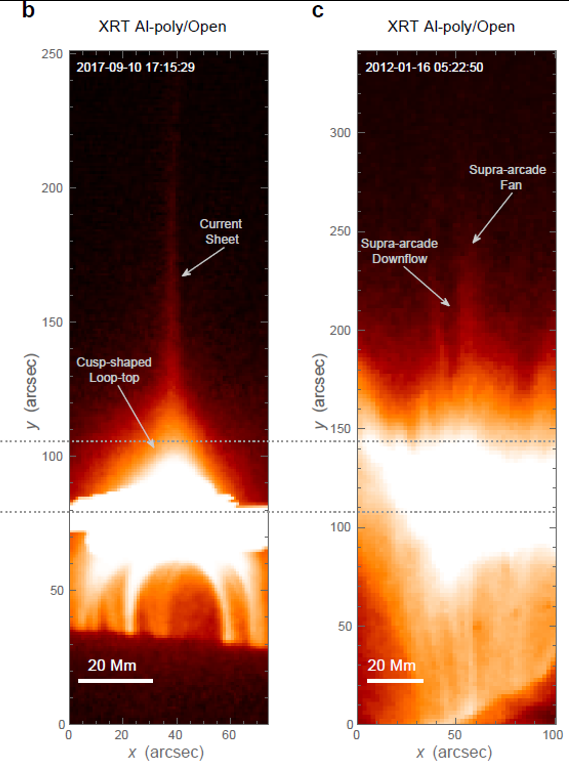 b
XRT Al-poly/Open
2017-09-10 17:15:29
250
200
150
100
50
0
y (arcsec)
Current
Sheet
Cusp-shaped
Loop-top
20 Mm
0
20
40
60
x (arcsec)
c
XRT Al-poly/Open
2012-01-16 05:22:50
300
250
200
150
100
50
0
y (arcsec)
Supra-arcade
Fan
Supra-arcade
Downflow
20 Mm
0
50
100
x (arcsec)